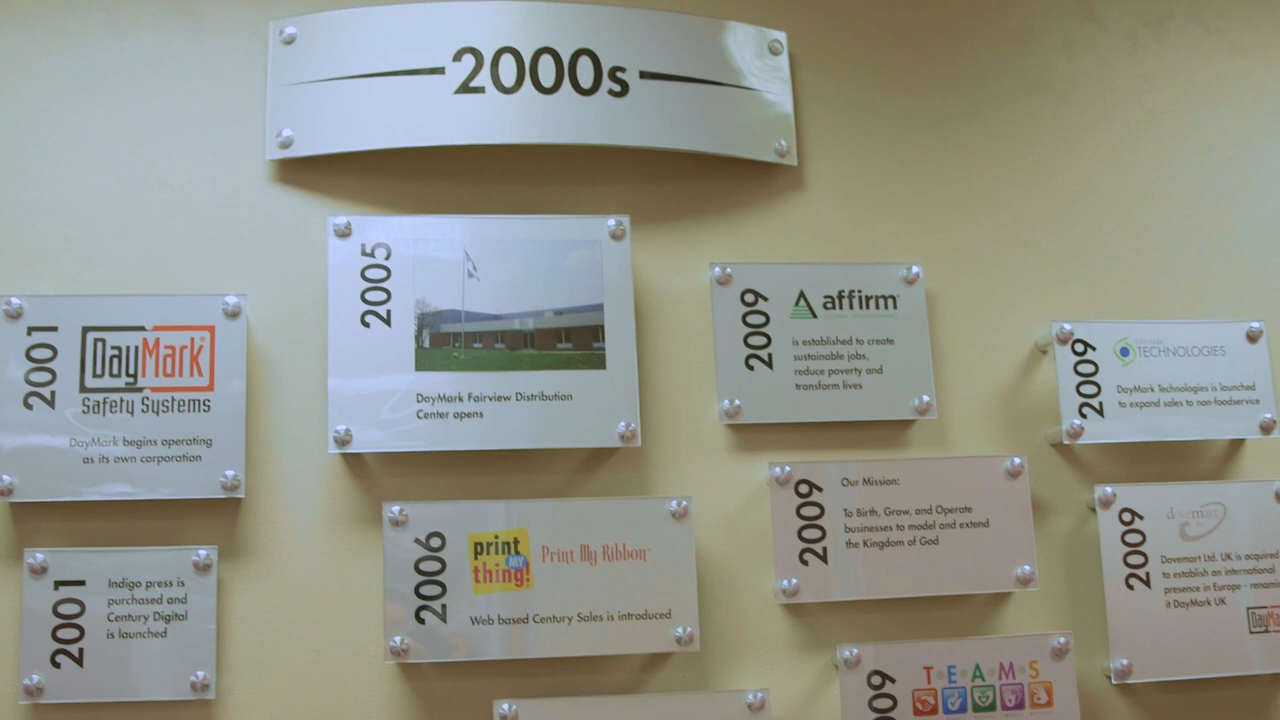 2000s
2001
DayMark
Safety Systems
DayMark begins operating
as its own corporation
2001
Indigo press is
purchased and
Century Digital
is launched
2005
DayMark Fairview Distribution
Center opens
2006
print
MY
thing!
Print My Ribbon
Web based Century Sales is introduced
2009
affirm
is established to create
sustainable jobs,
reduce poverty and
transform lives
2009
Our Mission:
To Birth, Grow, and Operate
businesses to model and extend
the Kingdom of God
2009
T·E·A·M·S
2009
DAYMARK
TECHNOLOGIES
DayMark Technologies is launched
to expand sales to non-foodservice
2009
davemart
Davemart Ltd. UK is acquired
to establish an international
presence in Europe - renam
it DayMark UK